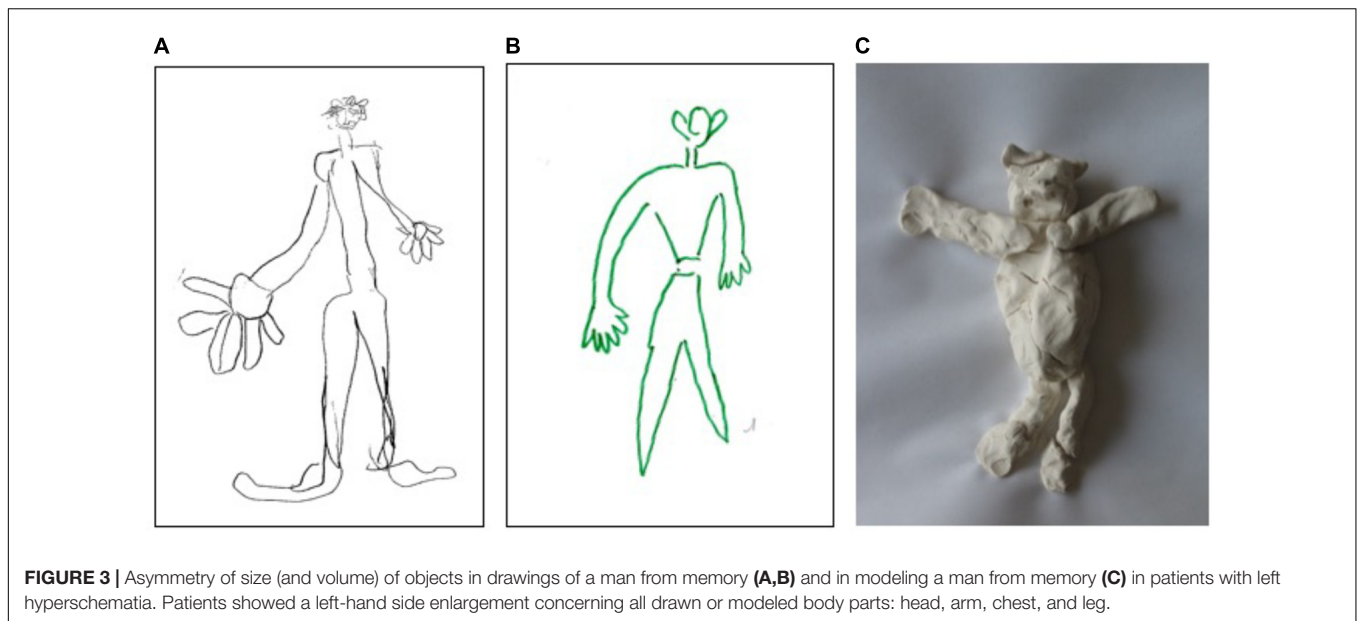 A
B
C
FIGURE 3 | Asymmetry of size (and volume) of objects in drawings of a man from memory (A,B) and in modeling a man from memory (C) in patients with left
hyperschematia. Patients showed a left-hand side enlargement concerning all drawn or modeled body parts: head, arm, chest, and leg.